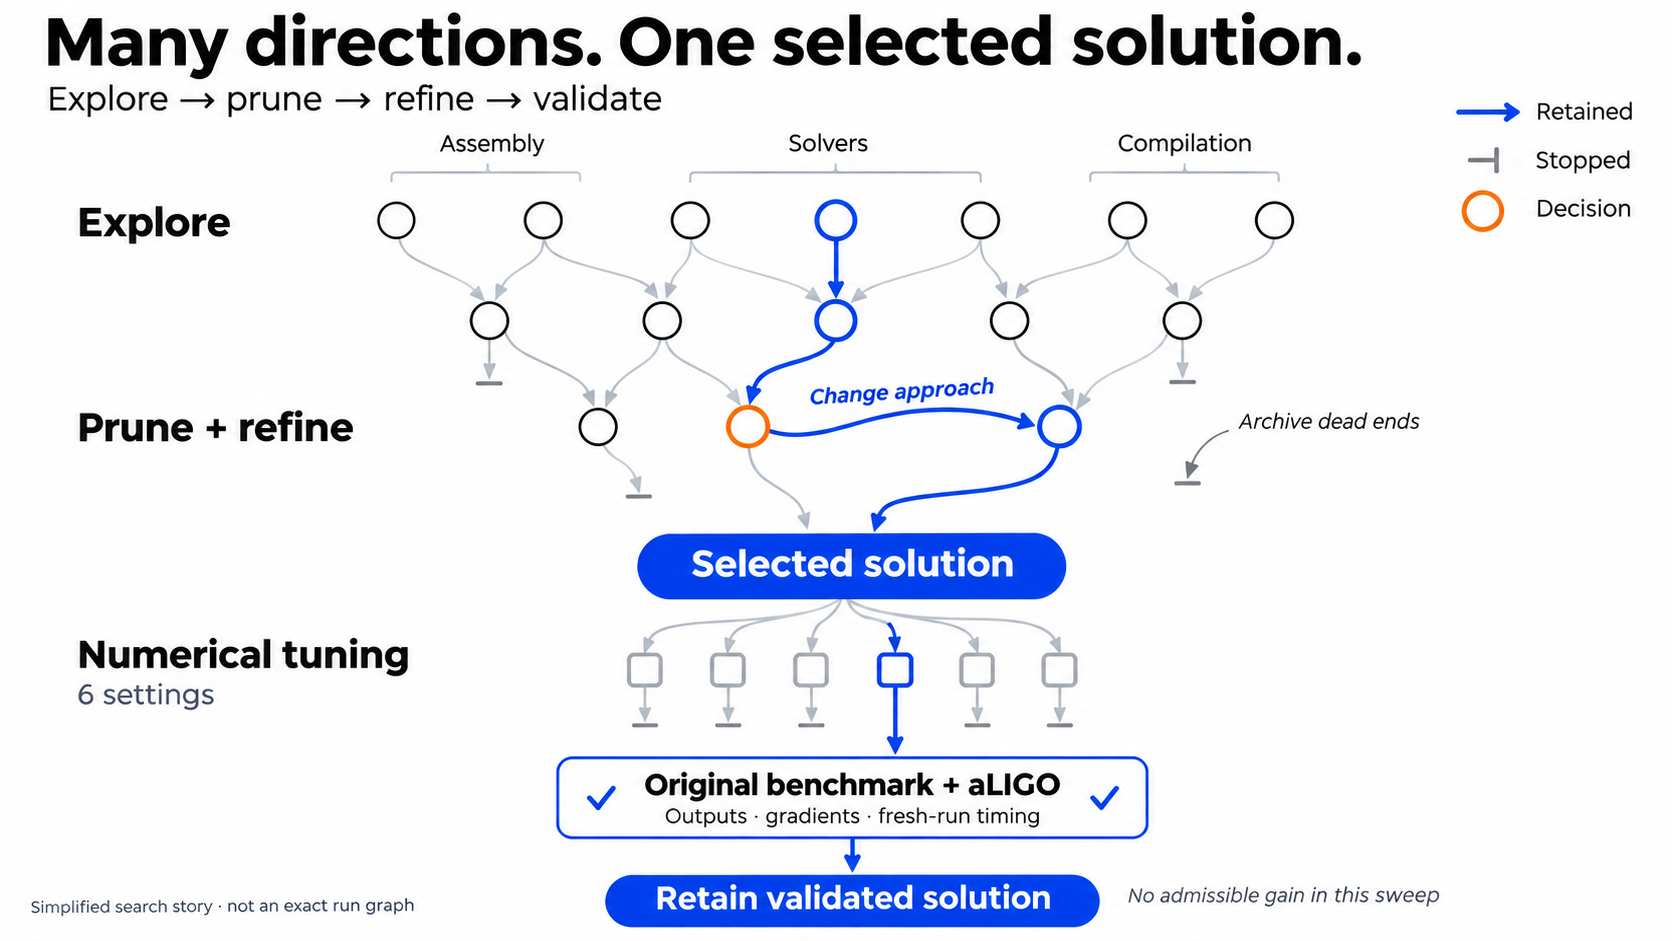 Many directions. One selected solution.
Explore → prune → refine → validate
Retained
Stopped
Decision
Assembly
Solvers
Compilation
Explore
Change approach
Prune + refine
Archive dead ends
Selected solution
Numerical tuning
6 settings
Original benchmark + aLIGO
Outputs · gradients · fresh-run timing
Retain validated solution
No admissible gain in this sweep
Simplified search story · not an exact run graph